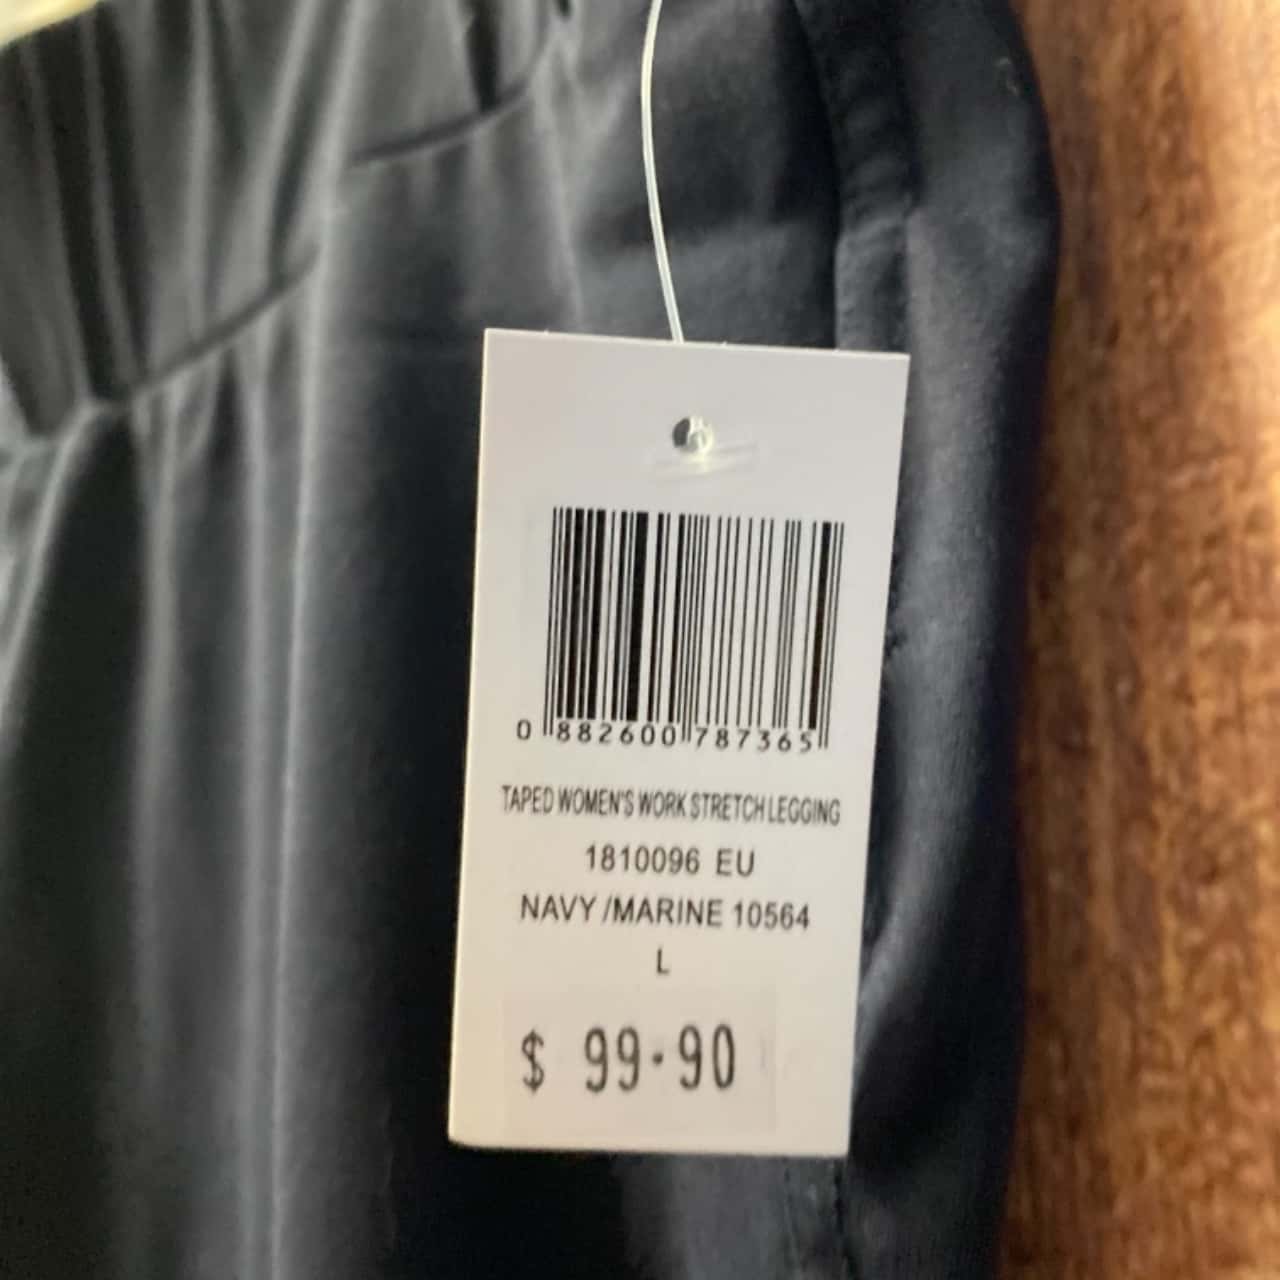 0 882600 787365
TAPED WOMEN'S WORK STRETCH LEGGING
1810096 EU
NAVY /MARINE 10564
L
$ 99.90